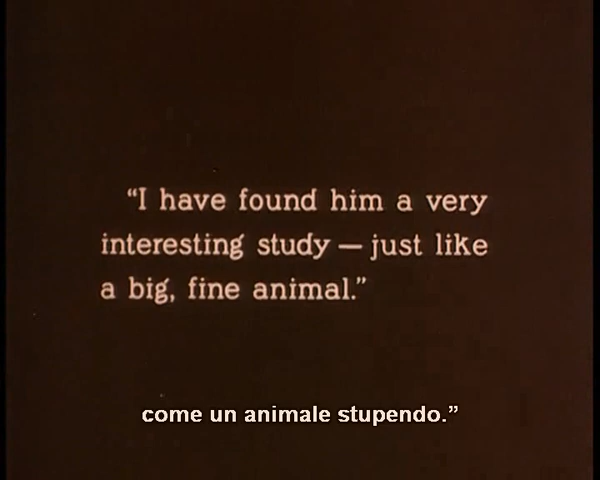 “I have found him a very
interesting study — just like
a big, fine animal.”
come un animale stupendo.”